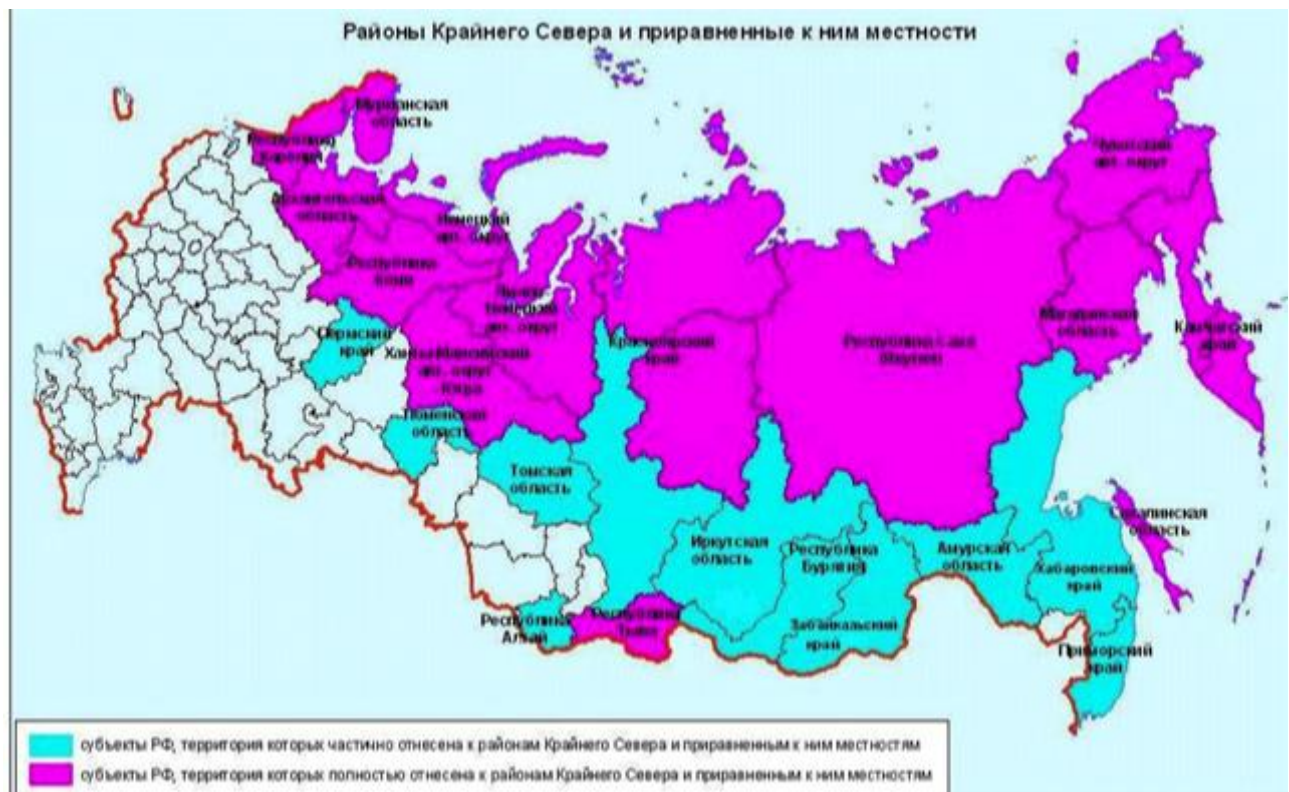 Районы Крайнего Севера и приравненные к ним местности
Мурманская
область
Республика
Карелия
Архангельская
область
Ненецкий
авт. округ
Республика
Коми
Ямало-
Ненецкий
авт. округ
Чукотский
авт. округ
Магаданская
область
Камчатский
край
Республика Саха
(Якутия)
Красноярский
край
Пермский
край
Ханты-Мансийский
авт. округ
-Югра
Тюменская
область
Томская
область
Иркутская
область
Республика
Бурятия
Амурская
область
Сахалинская
область
Хабаровский
край
Республика
Алтай
Республика
Тыва
Забайкальский
край
Приморский
край
субъекты РФ, территория которых частично отнесена к районам Крайнего Севера и приравненным к ним местностям
субъекты РФ, территория которых полностью отнесена к районам Крайнего Севера и приравненным к ним местностям